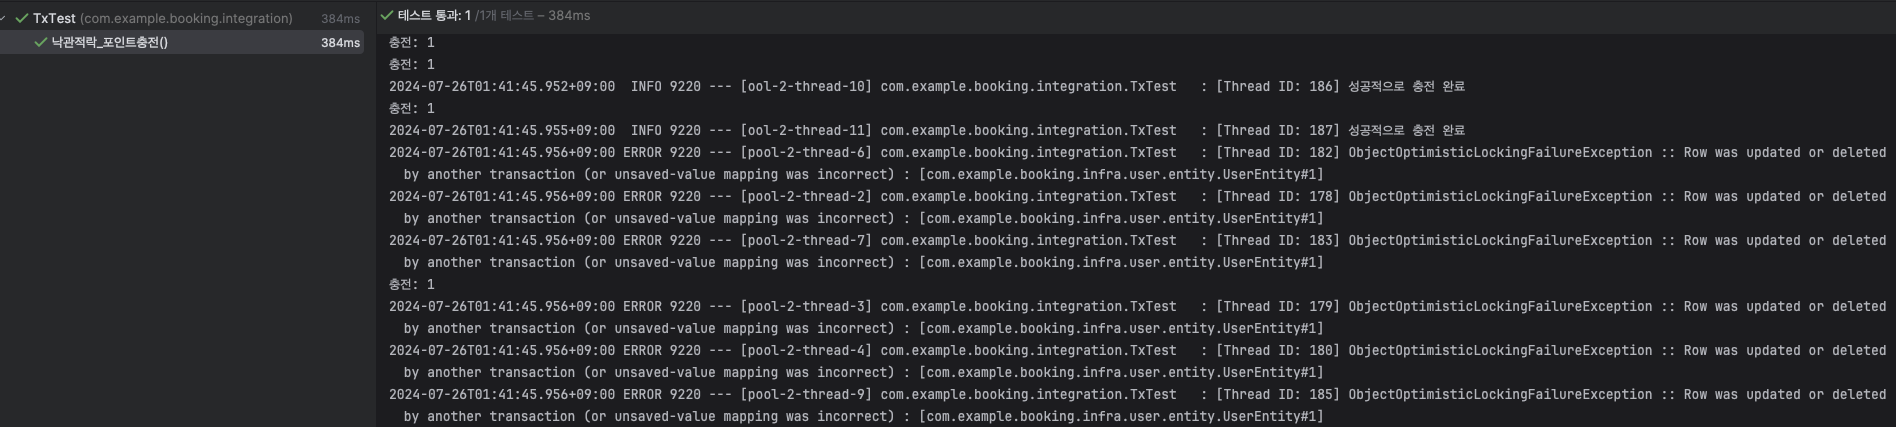 TxTest (com.example.booking.integration) 384ms
낙관적락_포인트충전() 384ms
테스트 통과: 1 /1개 테스트 – 384ms
충전: 1
충전: 1
2024-07-26T01:41:45.952+09:00  INFO 9220 --- [ool-2-thread-10] com.example.booking.integration.TxTest   : [Thread ID: 186] 성공적으로 충전 완료
충전: 1
2024-07-26T01:41:45.955+09:00  INFO 9220 --- [ool-2-thread-11] com.example.booking.integration.TxTest   : [Thread ID: 187] 성공적으로 충전 완료
2024-07-26T01:41:45.956+09:00 ERROR 9220 --- [pool-2-thread-6] com.example.booking.integration.TxTest   : [Thread ID: 182] ObjectOptimisticLockingFailureException :: Row was updated or deleted
by another transaction (or unsaved-value mapping was incorrect) : [com.example.booking.infra.user.entity.UserEntity#1]
2024-07-26T01:41:45.956+09:00 ERROR 9220 --- [pool-2-thread-2] com.example.booking.integration.TxTest   : [Thread ID: 178] ObjectOptimisticLockingFailureException :: Row was updated or deleted
by another transaction (or unsaved-value mapping was incorrect) : [com.example.booking.infra.user.entity.UserEntity#1]
2024-07-26T01:41:45.956+09:00 ERROR 9220 --- [pool-2-thread-7] com.example.booking.integration.TxTest   : [Thread ID: 183] ObjectOptimisticLockingFailureException :: Row was updated or deleted
by another transaction (or unsaved-value mapping was incorrect) : [com.example.booking.infra.user.entity.UserEntity#1]
충전: 1
2024-07-26T01:41:45.956+09:00 ERROR 9220 --- [pool-2-thread-3] com.example.booking.integration.TxTest   : [Thread ID: 179] ObjectOptimisticLockingFailureException :: Row was updated or deleted
by another transaction (or unsaved-value mapping was incorrect) : [com.example.booking.infra.user.entity.UserEntity#1]
2024-07-26T01:41:45.956+09:00 ERROR 9220 --- [pool-2-thread-4] com.example.booking.integration.TxTest   : [Thread ID: 180] ObjectOptimisticLockingFailureException :: Row was updated or deleted
by another transaction (or unsaved-value mapping was incorrect) : [com.example.booking.infra.user.entity.UserEntity#1]
2024-07-26T01:41:45.956+09:00 ERROR 9220 --- [pool-2-thread-9] com.example.booking.integration.TxTest   : [Thread ID: 185] ObjectOptimisticLockingFailureException :: Row was updated or deleted
by another transaction (or unsaved-value mapping was incorrect) : [com.example.booking.infra.user.entity.UserEntity#1]